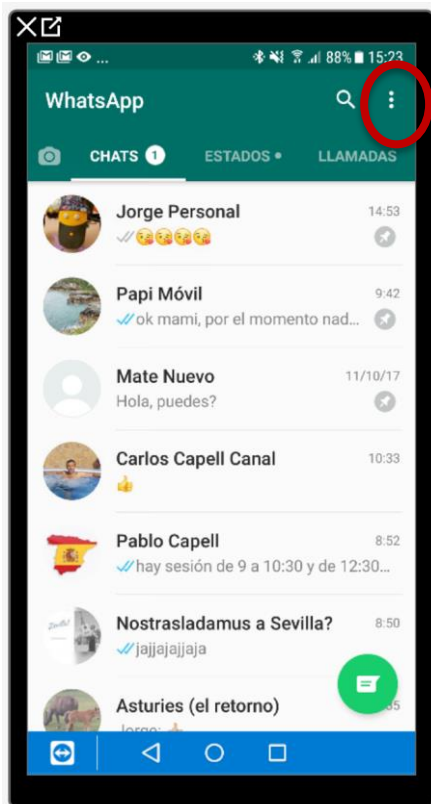 88% 15:23
WhatsApp
CHATS 1 ESTADOS LLAMADAS
Jorge Personal 14:53
Papi Móvil 9:42
ok mami, por el momento nad...
Mate Nuevo 11/10/17
Hola, puedes?
Carlos Capell Canal 10:33
Pablo Capell 8:52
hay sesión de 9 a 10:30 y de 12:30...
Nostrasladamus a Sevilla? 8:50
jajjajajjaja
Asturies (el retorno)